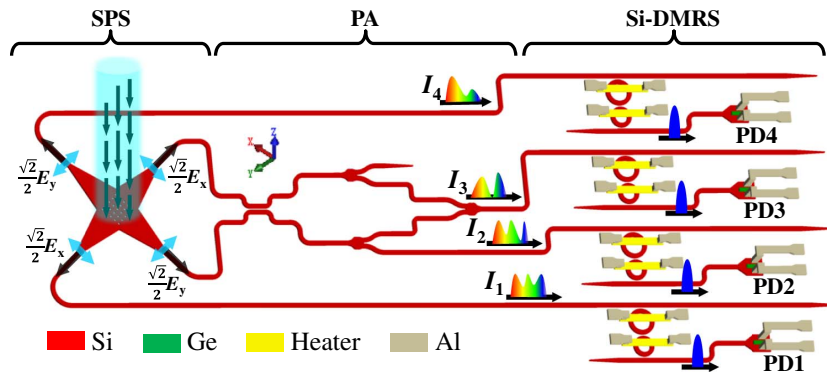 SPS PA Si-DMRS
I₄
PD4
X Z Y
√2/2 Ey
√2/2 Ex
I₃
PD3
I₂
√2/2 Ex
√2/2 Ey
PD2
I₁
Si Ge Heater Al
PD1